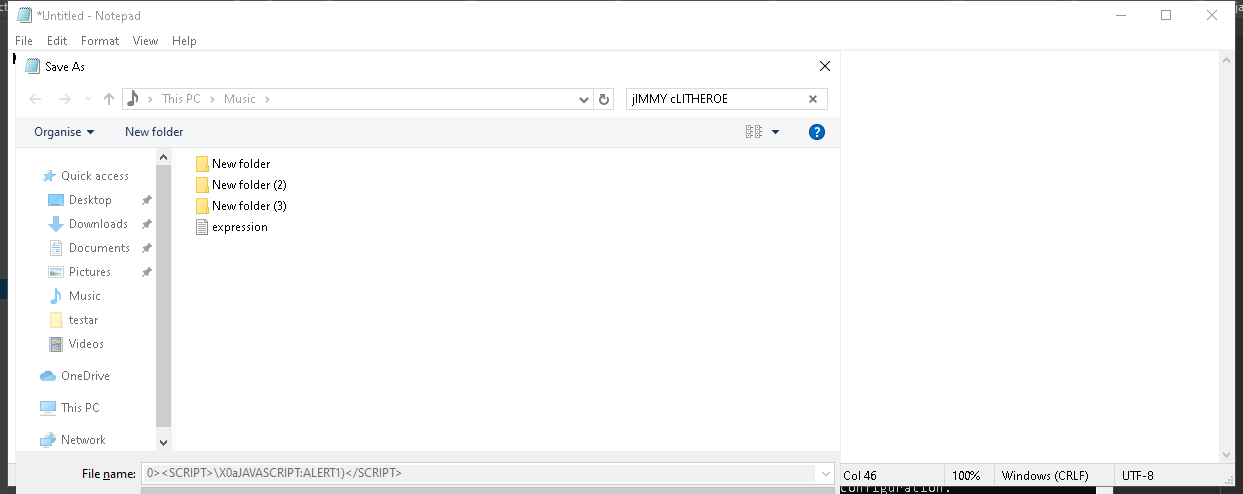 *Untitled - Notepad
File Edit Format View Help
Save As
This PC Music
jIMMY cLITHEROE
Organise New folder
Quick access
Desktop
Downloads
Documents
Pictures
Music
testar
Videos
OneDrive
This PC
Network
New folder
New folder (2)
New folder (3)
expression
File name: 0><SCRIPT>\X0aJAVASCRIPT:ALERT1)</SCRIPT>
Col 46 100% Windows (CRLF) UTF-8
configuration.